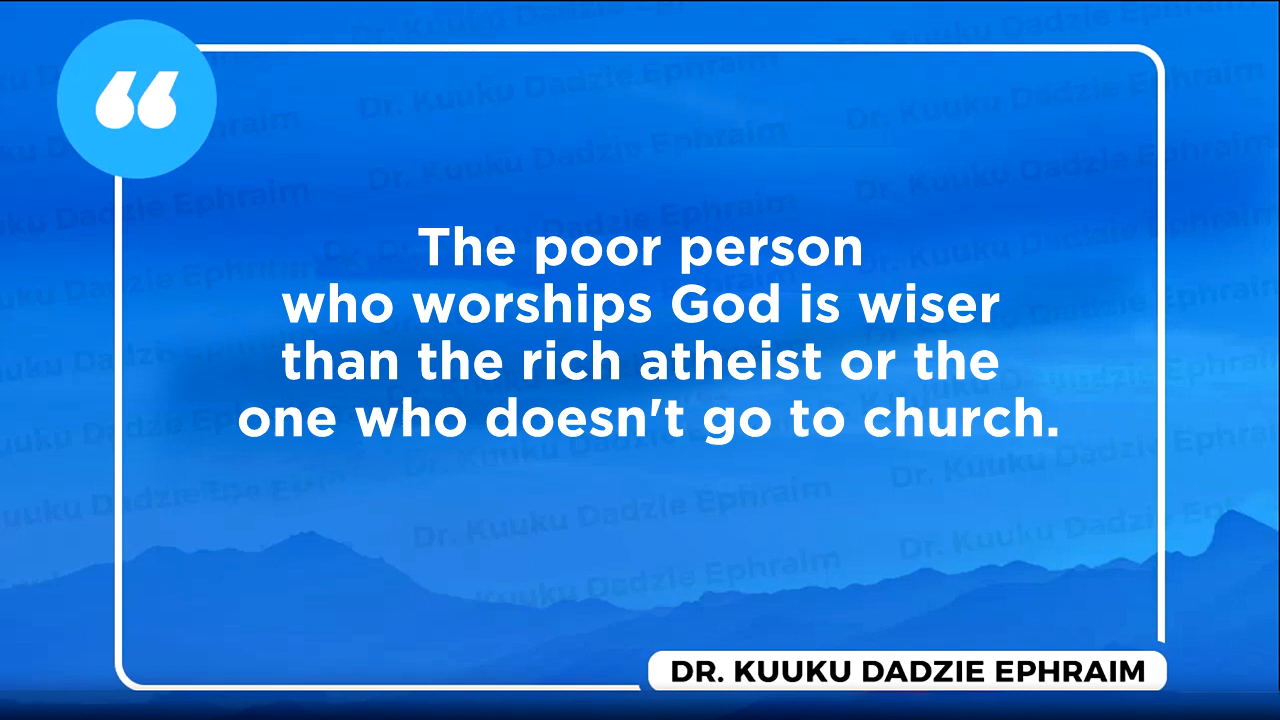 The poor person
who worships God is wiser
than the rich atheist or the
one who doesn't go to church.
DR. KUUKU DADZIE EPHRAIM